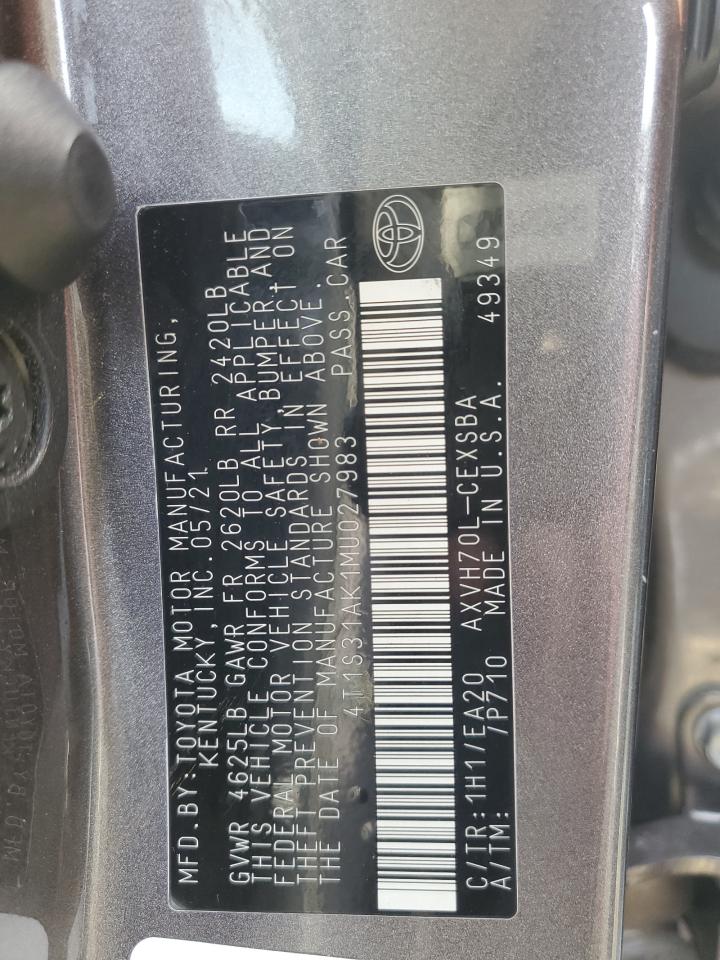 MFD.BY:TOYOTA MOTOR MANUFACTURING,
KENTUCKY,INC.05/21
GVWR 4625LB GAWR FR 2620LB RR 2420LB
THIS VEHICLE CONFORMS TO ALL APPLICABLE
FEDERAL MOTOR VEHICLE SAFETY,BUMPER,AND
THEFT PREVENTION STANDARDS IN EFFECT ON
THE DATE OF MANUFACTURE SHOWN ABOVE.
4T1S31AK1MU027983 PASS.CAR
C/TR:1H1/EA20 AXVH70L-CEXSBA
A/TM: /P710 MADE IN U.S.A. 49349